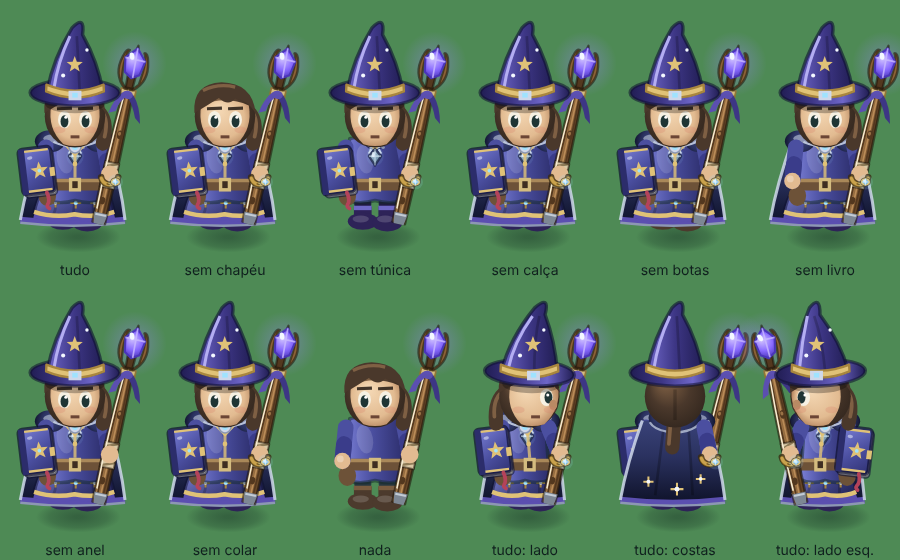 tudo
sem chapéu
sem túnica
sem calça
sem botas
sem livro
sem anel
sem colar
nada
tudo: lado
tudo: costas
tudo: lado esq.